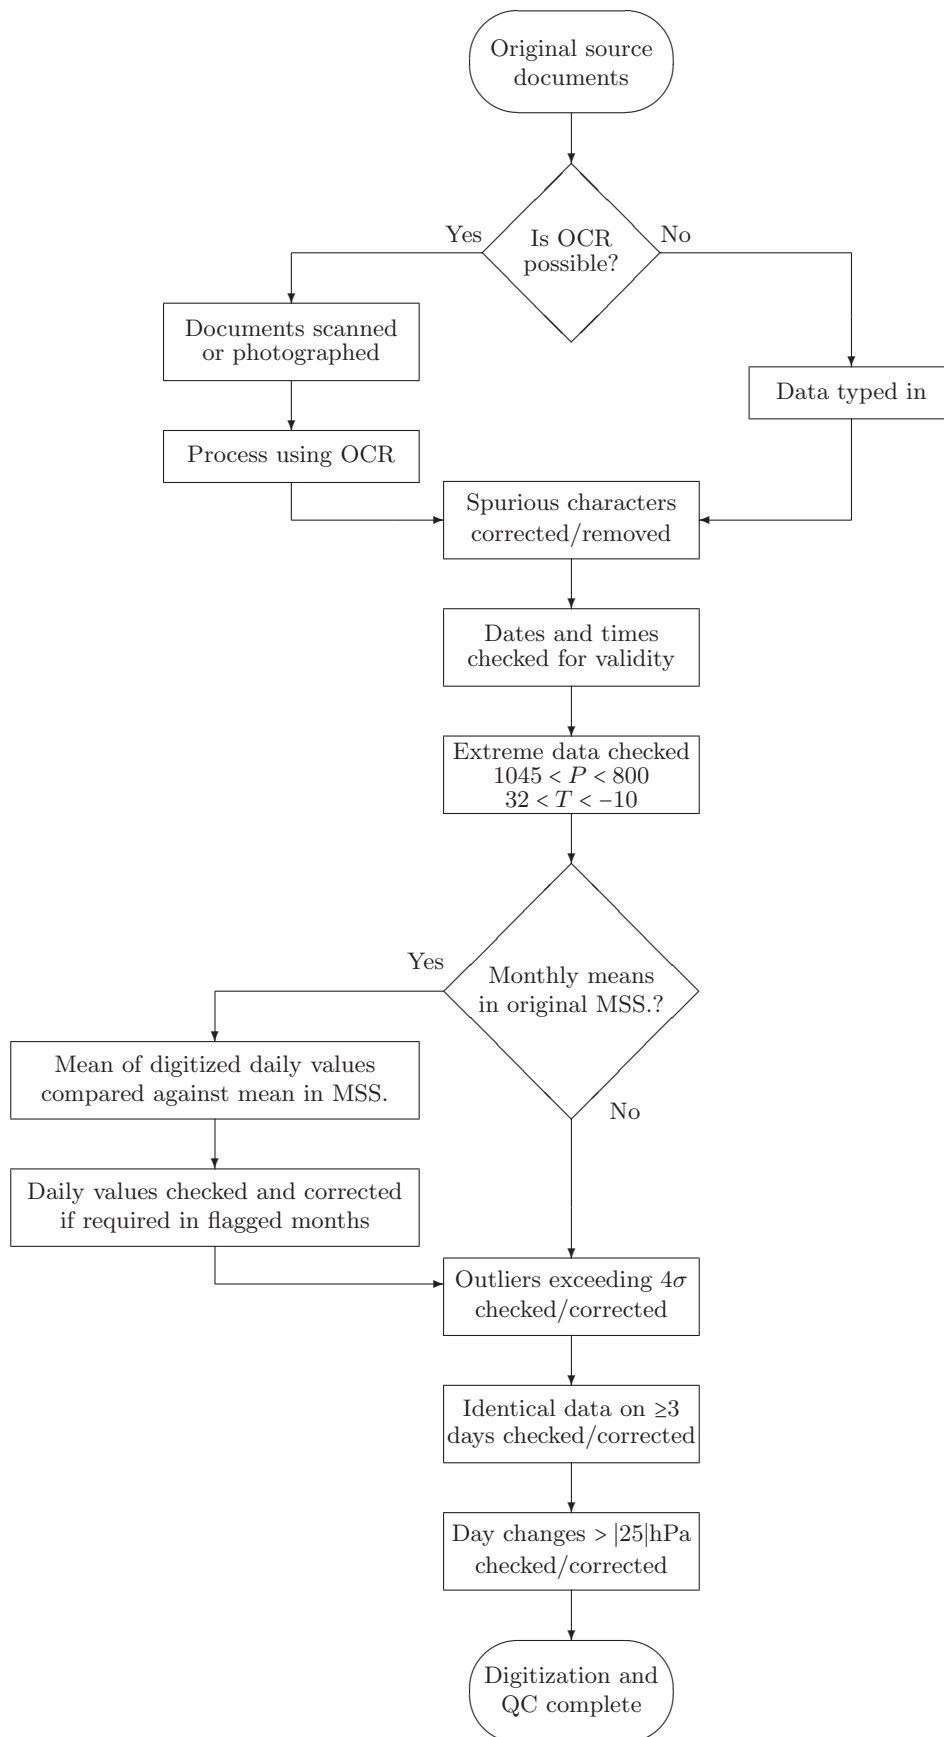 Original source
documents
Is OCR
possible?
Yes
No
Documents scanned
or photographed
Data typed in
Process using OCR
Spurious characters
corrected/removed
Dates and times
checked for validity
Extreme data checked
1045 < P < 800
32 < T < −10
Monthly means
in original MSS.?
Yes
Mean of digitized daily values
compared against mean in MSS.
No
Daily values checked and corrected
if required in flagged months
Outliers exceeding 4σ
checked/corrected
Identical data on ≥3
days checked/corrected
Day changes > |25|hPa
checked/corrected
Digitization and
QC complete